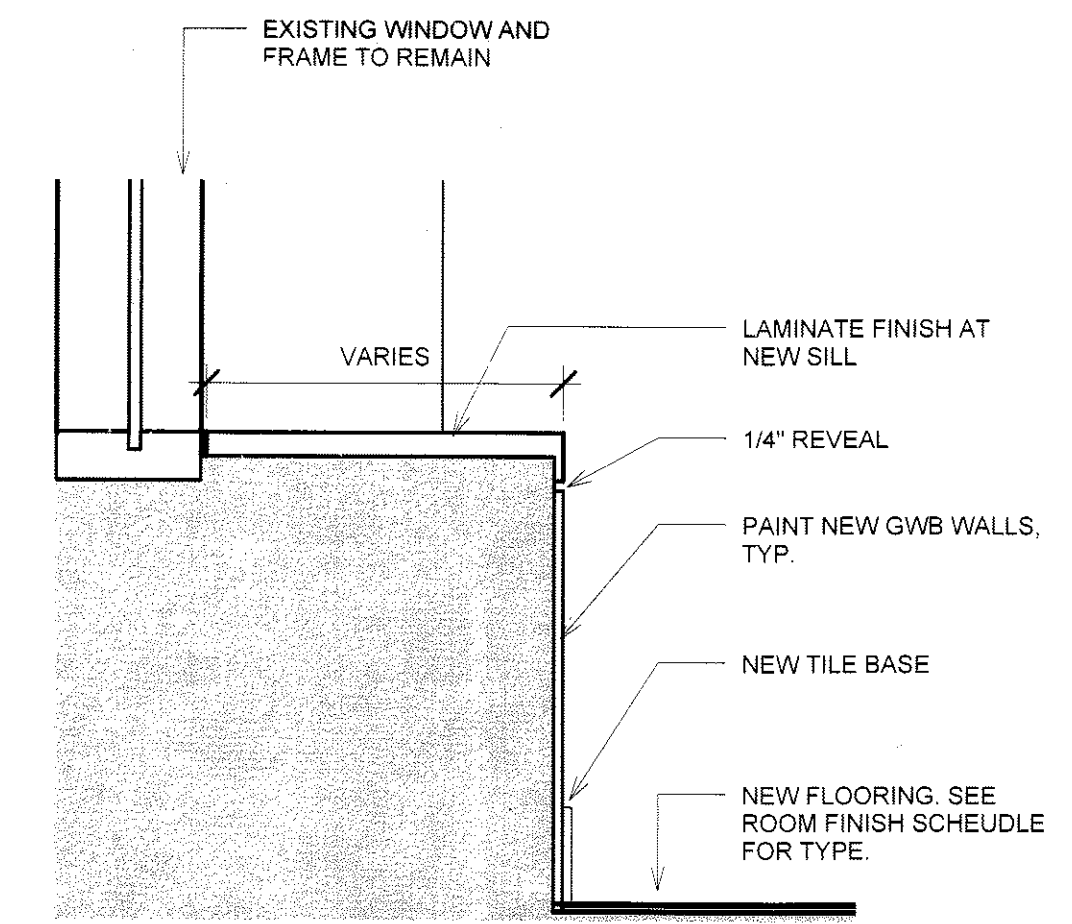 EXISTING WINDOW AND
FRAME TO REMAIN
VARIES
LAMINATE FINISH AT
NEW SILL
1/4" REVEAL
PAINT NEW GWB WALLS,
TYP.
NEW TILE BASE
NEW FLOORING. SEE
ROOM FINISH SCHEUDLE
FOR TYPE.